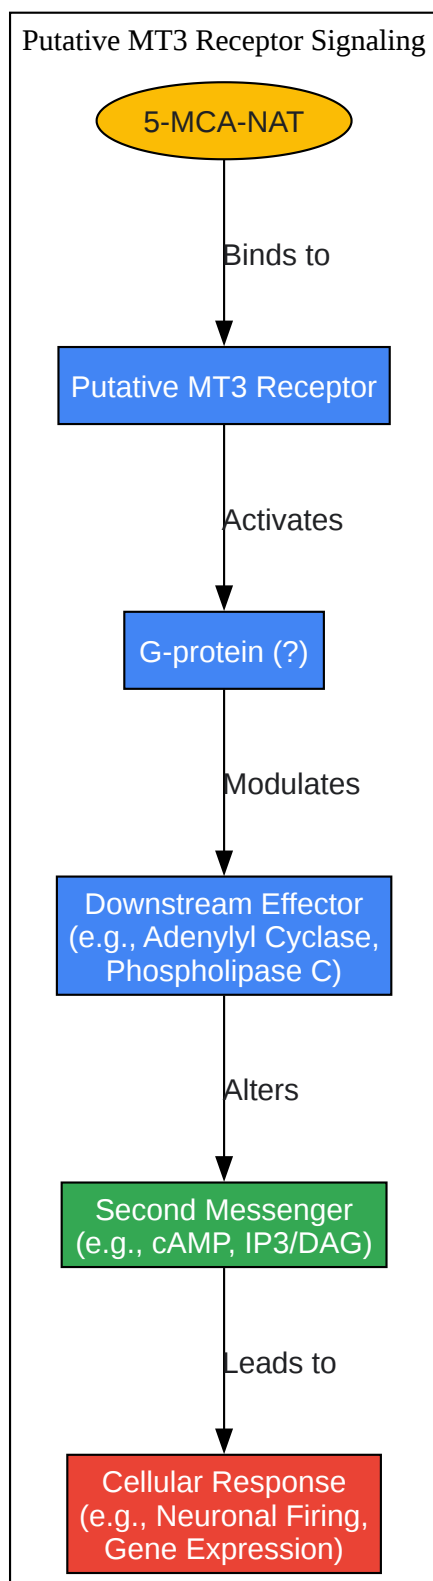 Putative MT3 Receptor Signaling
5-MCA-NAT
Binds to
Putative MT3 Receptor
Activates
G-protein (?)
Modulates
Downstream Effector
(e.g., Adenylyl Cyclase,
Phospholipase C)
Alters
Second Messenger
(e.g., cAMP, IP3/DAG)
Leads to
Cellular Response
(e.g., Neuronal Firing,
Gene Expression)